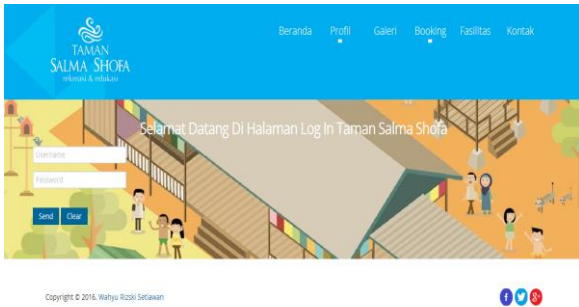 TAMAN
SALMA SHOFA
rekreasi & edukasi
Beranda Profil Galeri Booking Fasilitas Kontak
Selamat Datang Di Halaman Log In Taman Salma Shofa
Username
Password
Send Clear
Copyright © 2016. Wahyu Rizski Setiawan